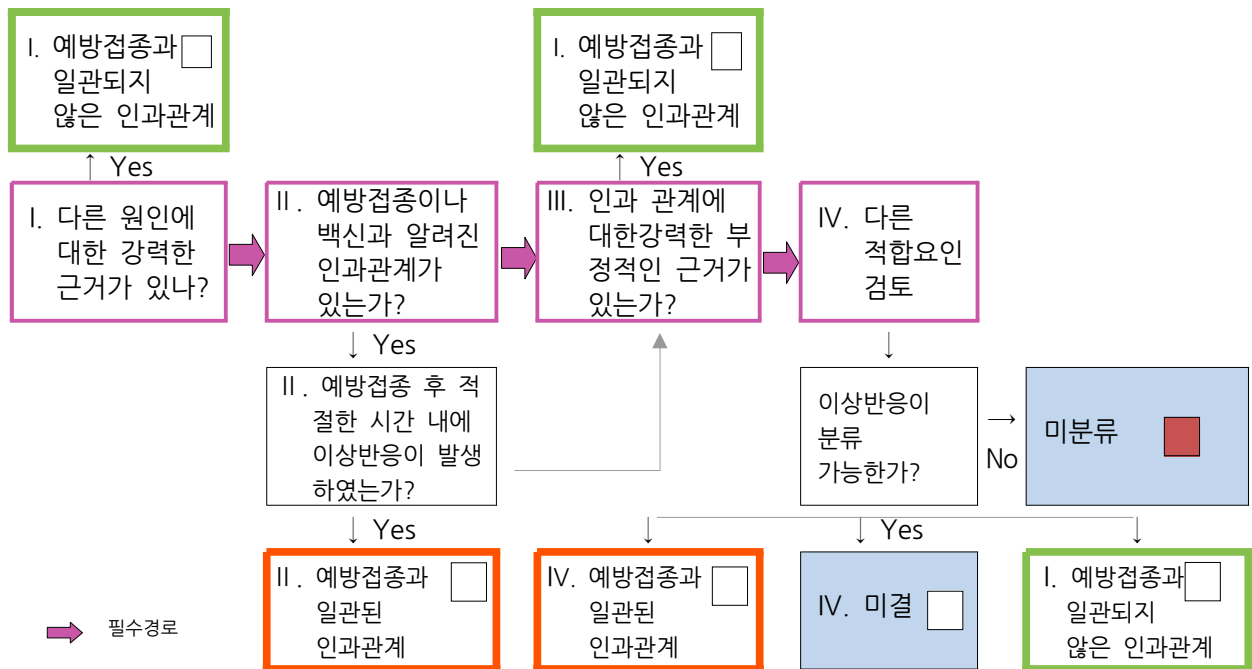 I. 예방접종과
일관되지
않은 인과관계
I. 예방접종과
일관되지
않은 인과관계
↑ Yes
↑ Yes
I. 다른 원인에
대한 강력한
근거가 있나?
II. 예방접종이나
백신과 알려진
인과관계가
있는가?
III. 인과 관계에
대한강력한 부
정적인 근거가
있는가?
IV. 다른
적합요인
검토
↓ Yes
↓
II. 예방접종 후 적
절한 시간 내에
이상반응이 발생
하였는가?
이상반응이
분류
가능한가?
→
No
미분류
↓ Yes
↓
↓ Yes
↓
II. 예방접종과
일관된
인과관계
IV. 예방접종과
일관된
인과관계
IV. 미결
I. 예방접종과
일관되지
않은 인과관계
필수경로